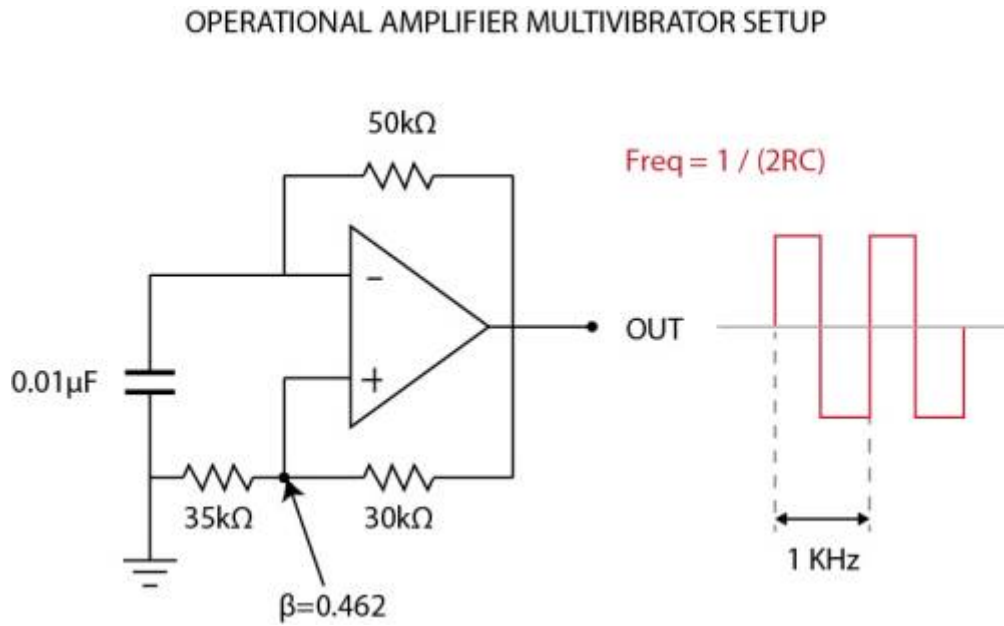 OPERATIONAL AMPLIFIER MULTIVIBRATOR SETUP
50kΩ
Freq = 1 / (2RC)
-
+
OUT
0.01μF
35kΩ
30kΩ
β=0.462
1 KHz